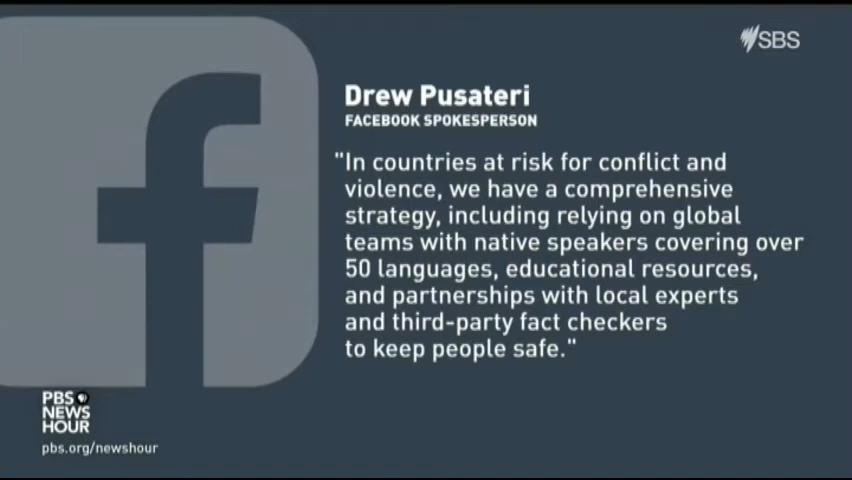 SBS
Drew Pusateri
FACEBOOK SPOKESPERSON
"In countries at risk for conflict and
violence, we have a comprehensive
strategy, including relying on global
teams with native speakers covering over
50 languages, educational resources,
and partnerships with local experts
and third-party fact checkers
to keep people safe."
PBS
NEWS
HOUR
pbs.org/newshour